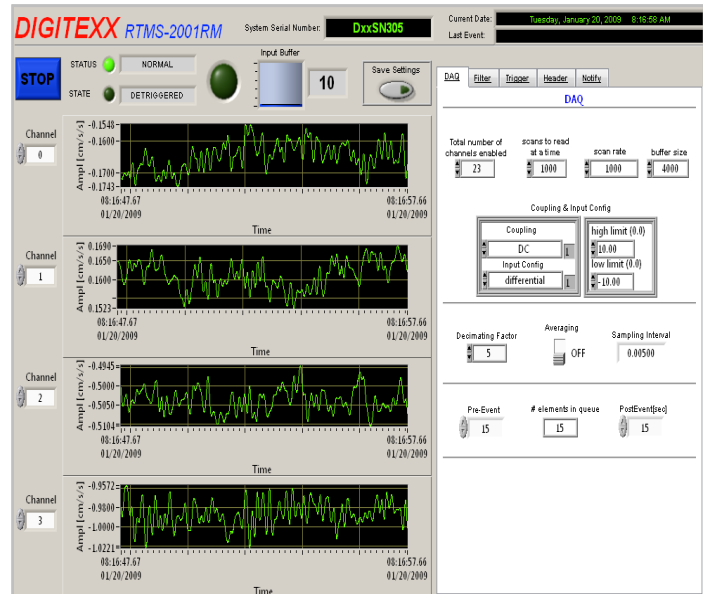 DIGITEXX RTMS-2001RM
System Serial Number: DxxSN305
Current Date: Tuesday, January 20, 2009 8:16:58 AM
Last Event:
STOP
STATUS NORMAL
STATE DETRIGGERED
Input Buffer
10
Save Settings
Channel
0
Ampl [cm/s/s]
-0.1548
-0.1600
-0.1700
-0.1743
08:16:47.67
01/20/2009
08:16:57.66
01/20/2009
Time
Channel
1
Ampl [cm/s/s]
0.1690
0.1650
0.1600
0.1523
08:16:47.67
01/20/2009
08:16:57.66
01/20/2009
Time
Channel
2
Ampl [cm/s/s]
-0.4945
-0.5000
-0.5050
-0.5104
08:16:47.67
01/20/2009
08:16:57.66
01/20/2009
Time
Channel
3
Ampl [cm/s/s]
-0.9572
-0.9800
-1.0000
-1.0221
08:16:47.67
01/20/2009
08:16:57.66
01/20/2009
Time
DAQ Filter Trigger Header Notify
DAQ
Total number of
channels enabled
23
scans to read
at a time
1000
scan rate
1000
buffer size
4000
Coupling & Input Config
Coupling
DC
Input Config
differential
high limit (0.0)
10.00
low limit (0.0)
-10.00
Decimating Factor
5
Averaging
OFF
Sampling Interval
0.00500
Pre-Event
15
# elements in queue
15
PostEvent[sec]
15